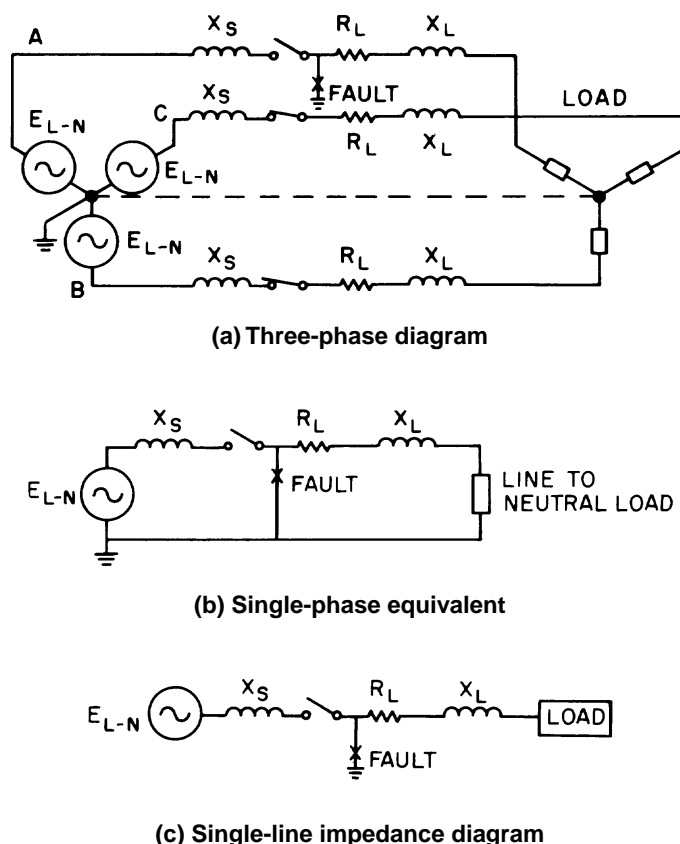 A
X_S
R_L
X_L
FAULT
C
X_S
R_L
X_L
LOAD
E_L-N
E_L-N
E_L-N
B
X_S
R_L
X_L
(a) Three-phase diagram
X_S
R_L
X_L
E_L-N
FAULT
LINE TO
NEUTRAL LOAD
(b) Single-phase equivalent
E_L-N
X_S
R_L
X_L
LOAD
FAULT
(c) Single-line impedance diagram